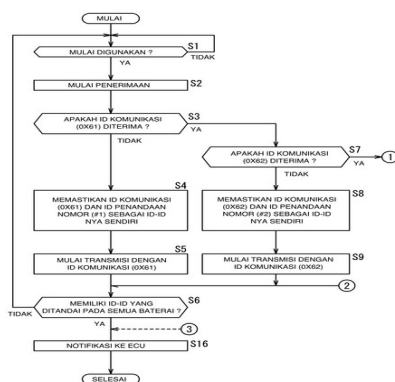 MULAI
S1
MULAI DIGUNAKAN ?
TIDAK
YA
MULAI PENERIMAAN
S2
S3
APAKAH ID KOMUNIKASI
(0X61) DITERIMA ?
YA
TIDAK
S7
APAKAH ID KOMUNIKASI
(0X62) DITERIMA ?
YA
1
TIDAK
S4
MEMASTIKAN ID KOMUNIKASI
(0X61) DAN ID PENANDAAN
NOMOR (#1) SEBAGAI ID-ID
NYA SENDIRI
S8
MEMASTIKAN ID KOMUNIKASI
(0X62) DAN ID PENANDAAN
NOMOR (#2) SEBAGAI ID-ID
NYA SENDIRI
S5
MULAI TRANSMISI DENGAN
ID KOMUNIKASI (0X61)
S9
MULAI TRANSMISI DENGAN
ID KOMUNIKASI (0X62)
2
S6
MEMILIKI ID-ID YANG
DITANDAI PADA SEMUA BATERAI ?
TIDAK
YA
3
NOTIFIKASI KE ECU
S16
SELESAI